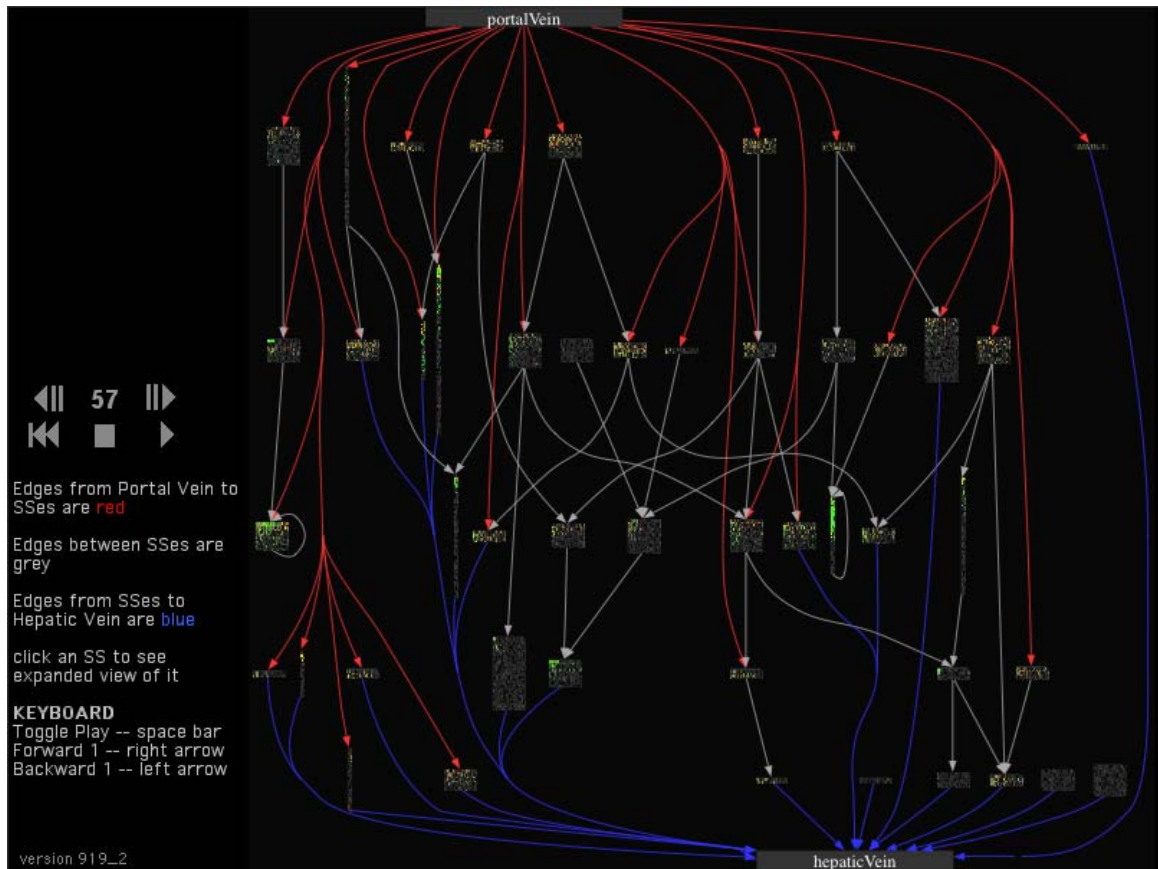 portalVein
57
Edges from Portal Vein to
SSes are red
Edges between SSes are
grey
Edges from SSes to
Hepatic Vein are blue
click an SS to see
expanded view of it
KEYBOARD
Toggle Play -- space bar
Forward 1 -- right arrow
Backward 1 -- left arrow
version 919_2
hepaticVein